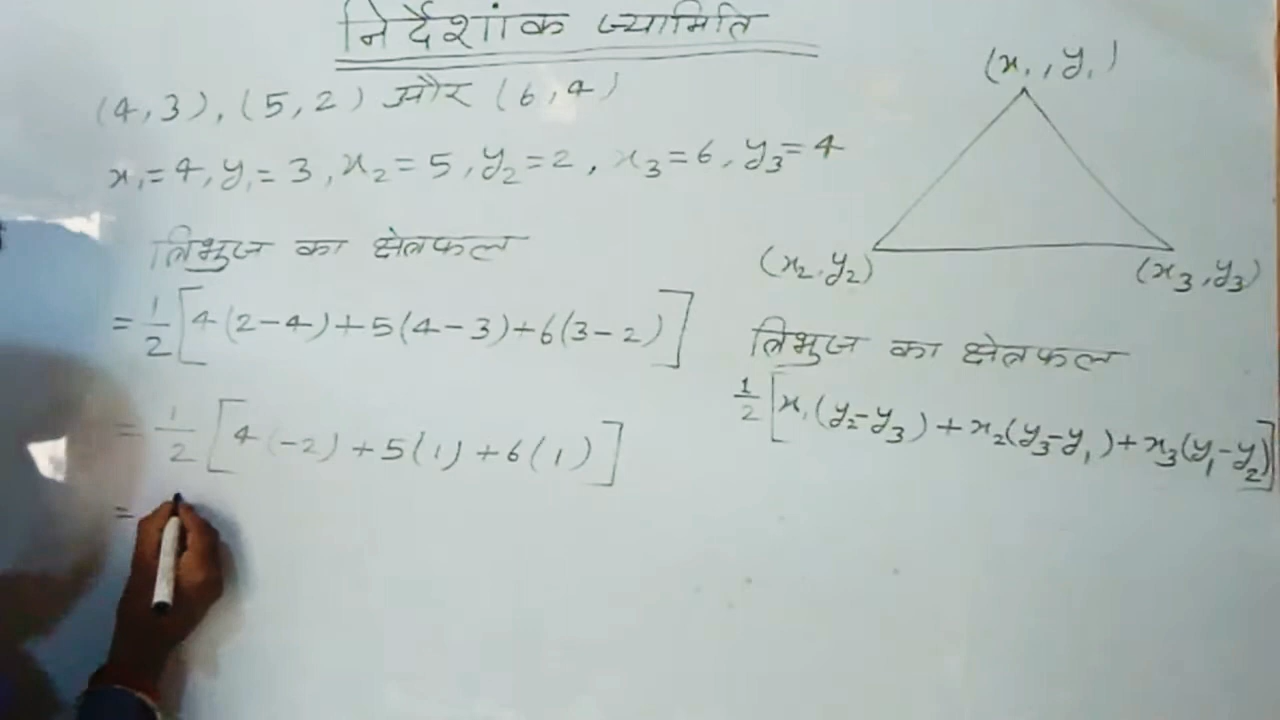 निर्देशांक ज्यामिति
(4,3), (5,2) और (6,4)
x₁=4, y₁=3, x₂=5, y₂=2, x₃=6, y₃=4
त्रिभुज का क्षेत्रफल
= 1/2 [4(2-4)+5(4-3)+6(3-2)]
= 1/2 [4(-2)+5(1)+6(1)]
=
(x₁, y₁)
(x₂, y₂)
(x₃, y₃)
त्रिभुज का क्षेत्रफल
1/2 [x₁(y₂-y₃)+x₂(y₃-y₁)+x₃(y₁-y₂)]